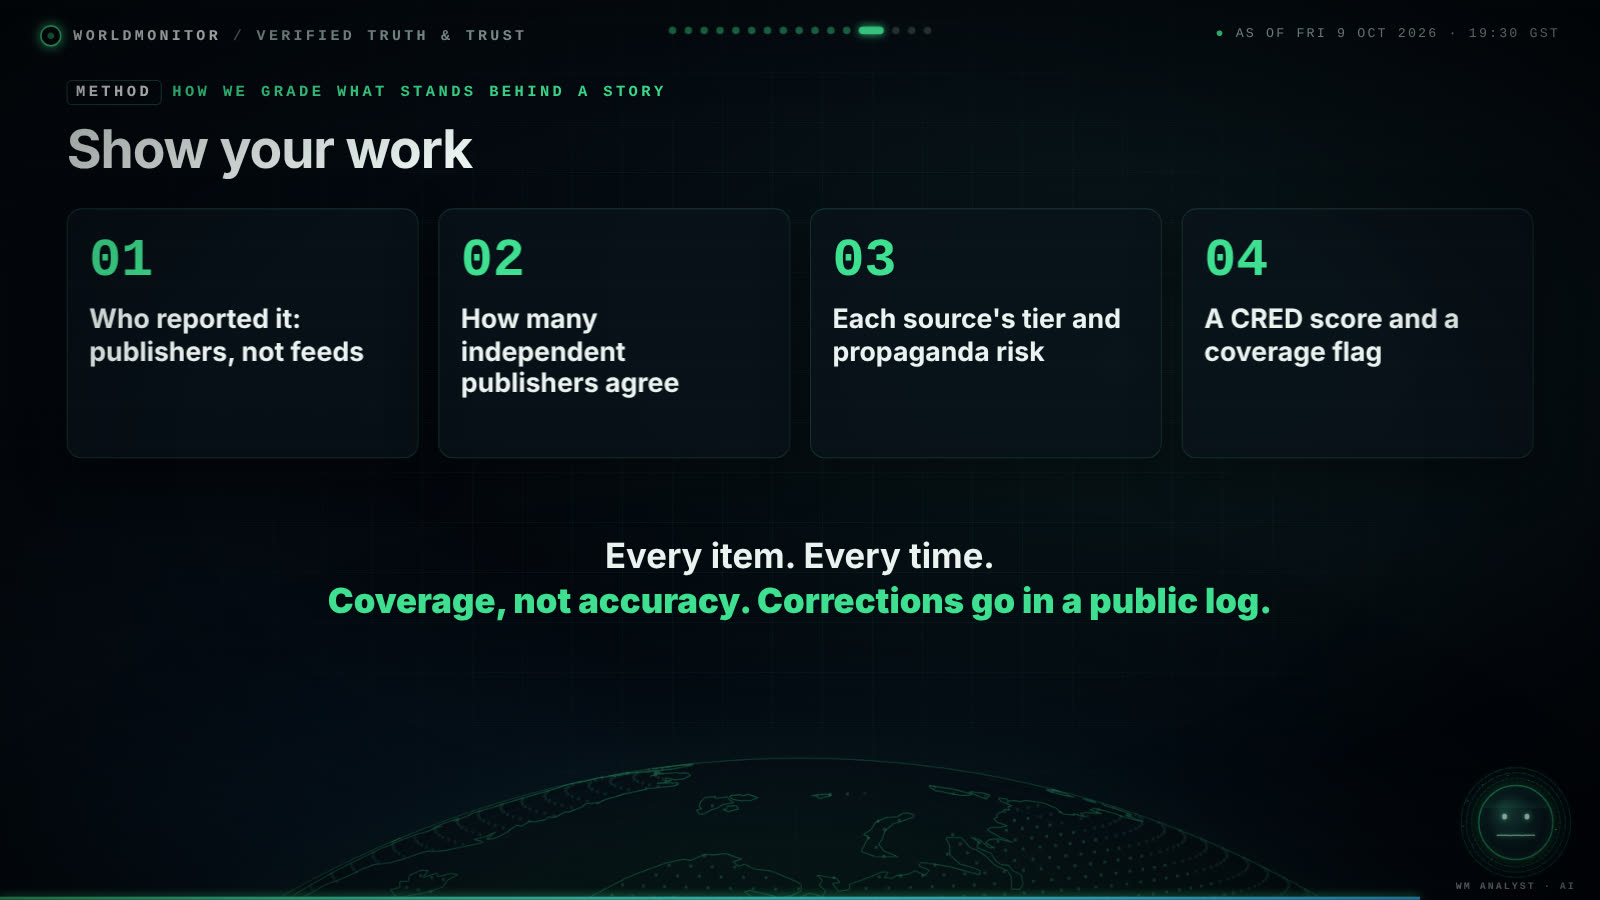 WORLDMONITOR / VERIFIED TRUTH & TRUST
AS OF FRI 9 OCT 2026 · 19:30 GST
METHOD HOW WE GRADE WHAT STANDS BEHIND A STORY
Show your work
01
Who reported it:
publishers, not feeds
02
How many
independent
publishers agree
03
Each source's tier and
propaganda risk
04
A CRED score and a
coverage flag
Every item. Every time.
Coverage, not accuracy. Corrections go in a public log.
WM ANALYST · AI